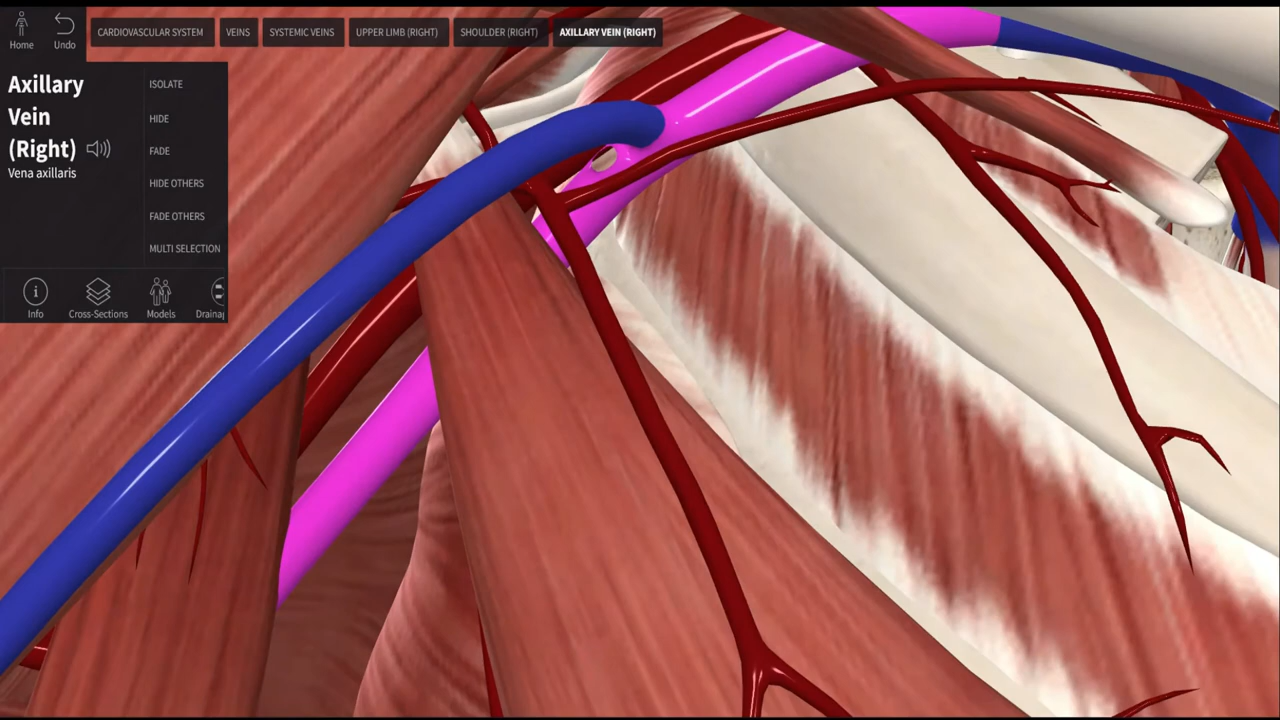 Home
Undo
CARDIOVASCULAR SYSTEM
VEINS
SYSTEMIC VEINS
UPPER LIMB (RIGHT)
SHOULDER (RIGHT)
AXILLARY VEIN (RIGHT)
Axillary
Vein
(Right)
Vena axillaris
ISOLATE
HIDE
FADE
HIDE OTHERS
FADE OTHERS
MULTI SELECTION
Info
Cross-Sections
Models